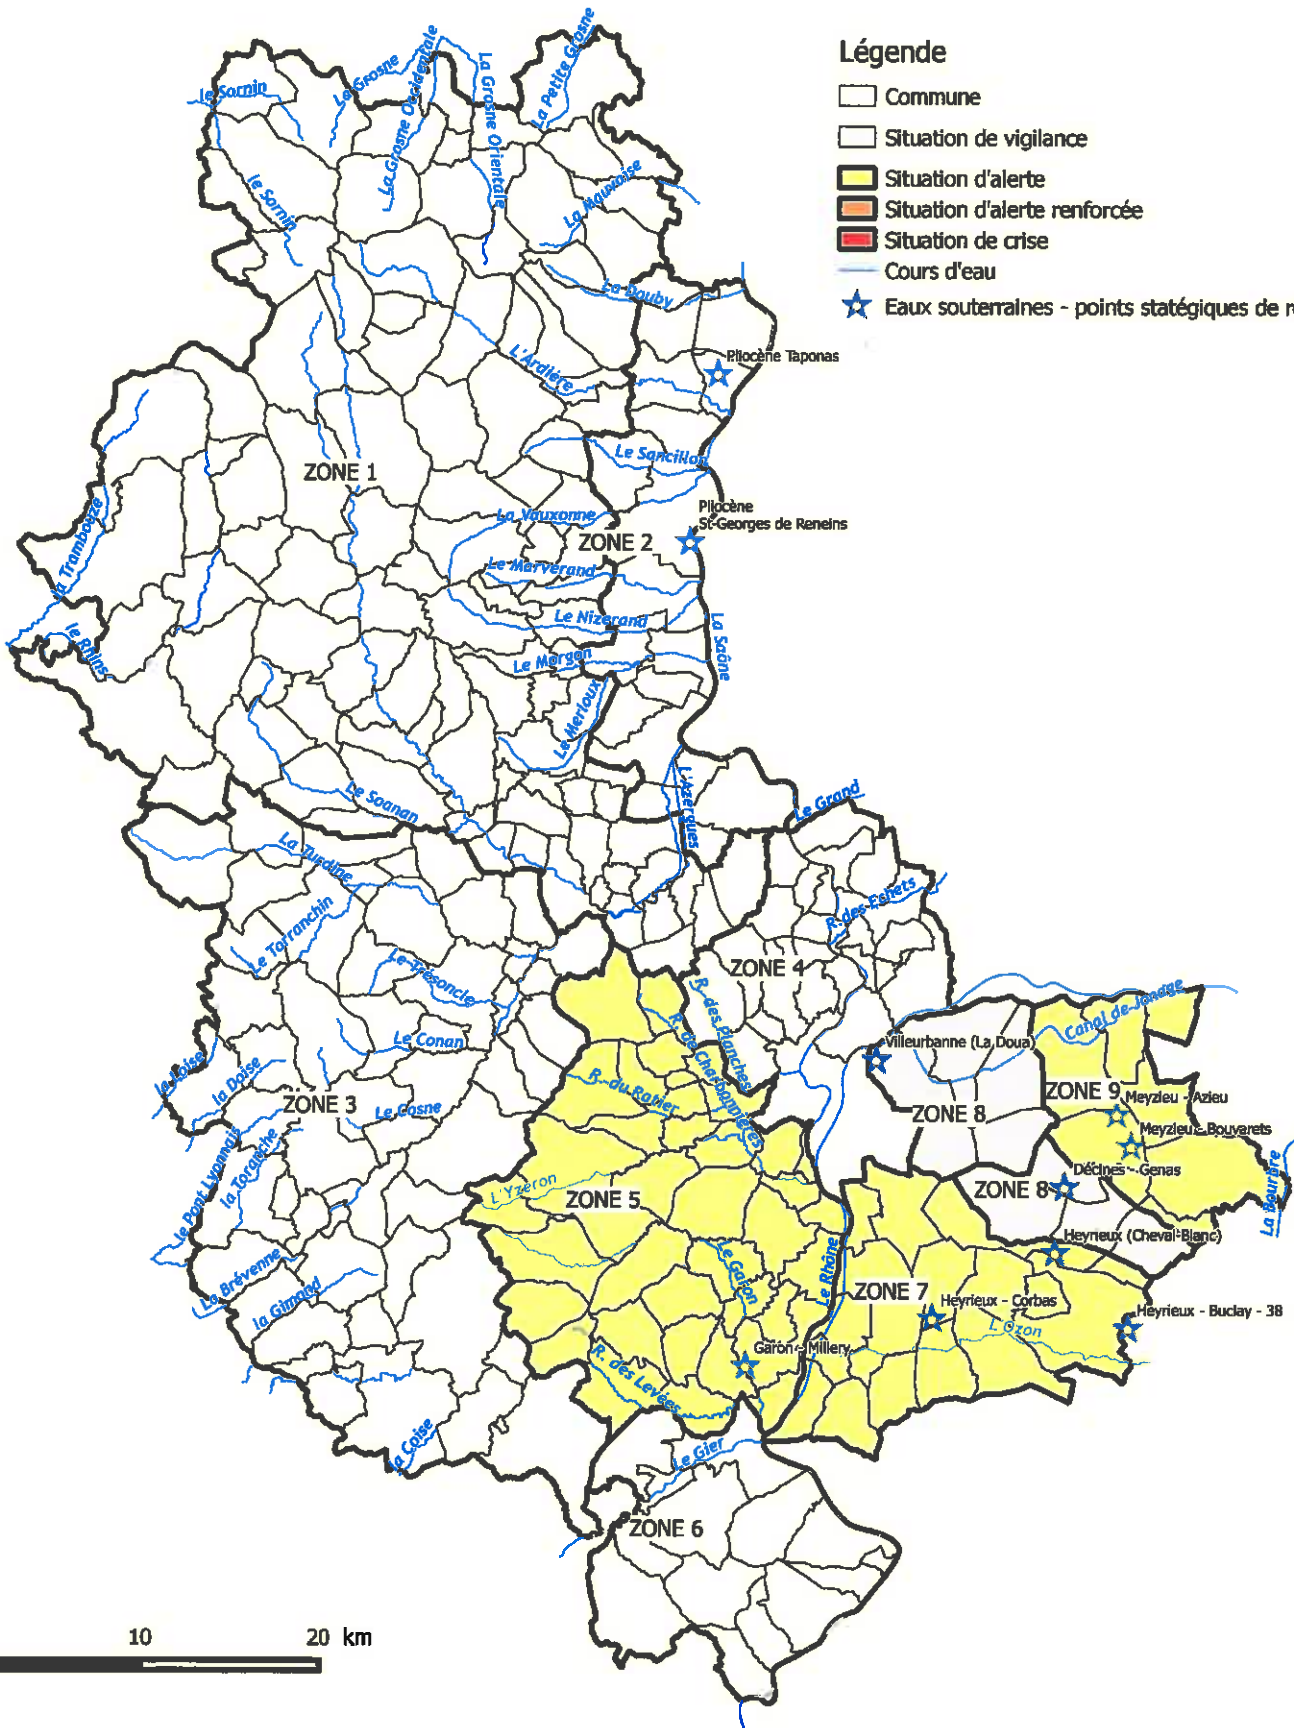 Légende
Commune
Situation de vigilance
Situation d'alerte
Situation d'alerte renforcée
Situation de crise
Cours d'eau
Eaux souterraines - points statégiques de
le Sornin
La Grosne
La Grosne Occidentale
La Grosne Orientale
La Petite Grosne
le Sornin
La Mauvaise
La Douby
Pliocène Taponas
L'Ardière
Le Sancillon
ZONE 1
Pliocène
St-Georges de Reneins
La Vauxonne
ZONE 2
la Trambouze
Le Marverand
Le Nizerand
La Saône
le Rhins
Le Morgon
Le Merloux
L'Azergues
Le Soanan
Le Grand
La Turdine
R. des Echets
Le Torranchin
Le Trésoncle
ZONE 4
R. des Planches
Canal de Jonage
R. de Charbonnières
Le Conan
Villeurbanne (La Doua)
la Loise
la Doise
R. du Ratier
ZONE 9
Meyzieu - Azieu
ZONE 3
Le Cosne
ZONE 8
Meyzieu - Bouvarets
le Pont Lyonnais
la Toranche
Décines - Genas
L'Yzeron
ZONE 5
ZONE 8
La Bourbre
Heyrieux (Cheval-Blanc)
La Brévenne
la Gimond
Le Garon
Le Rhône
ZONE 7
Heyrieux - Corbas
Heyrieux - Buclay - 38
L'Ozon
Garon - Millery
R. des Levées
La Coise
Le Gier
ZONE 6
10
20 km